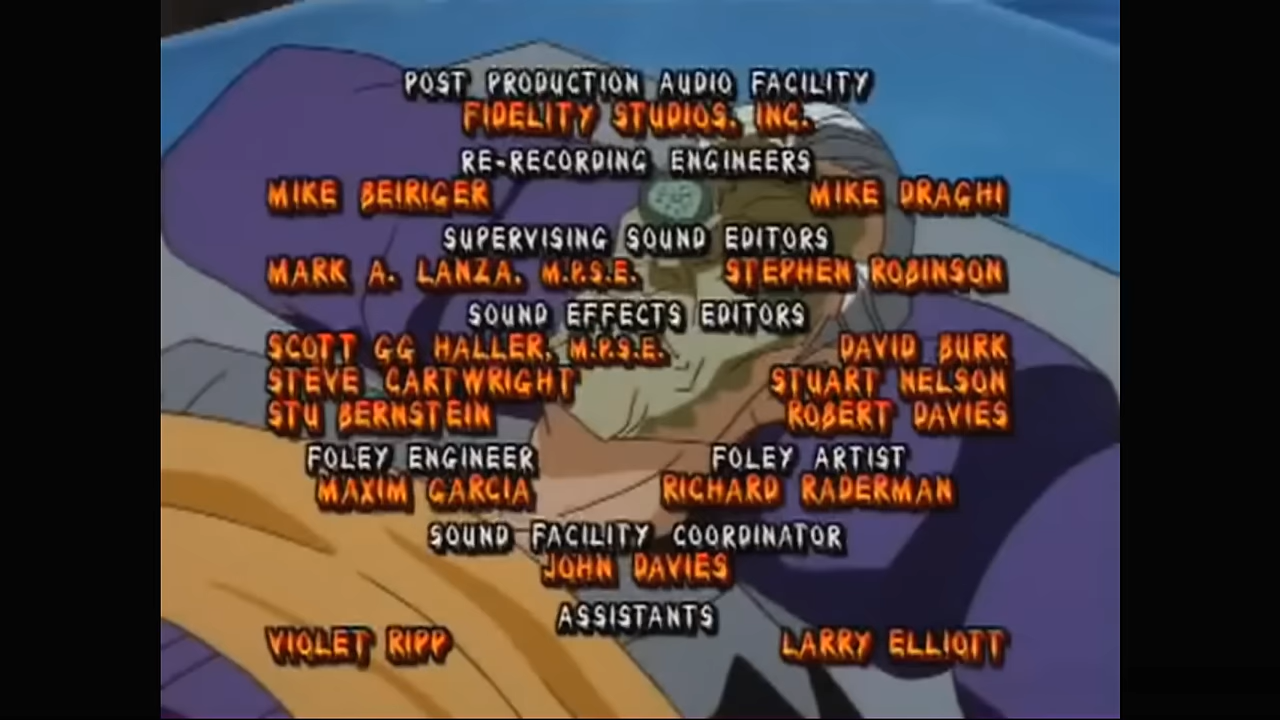 POST PRODUCTION AUDIO FACILITY
FIDELITY STUDIOS, INC.
RE-RECORDING ENGINEERS
MIKE BEIRIGER MIKE DRAGHI
SUPERVISING SOUND EDITORS
MARK A. LANZA, M.P.S.E. STEPHEN ROBINSON
SOUND EFFECTS EDITORS
SCOTT GG HALLER, M.P.S.E. DAVID BURK
STEVE CARTWRIGHT STUART NELSON
STU BERNSTEIN ROBERT DAVIES
FOLEY ENGINEER FOLEY ARTIST
MAXIM GARCIA RICHARD RADERMAN
SOUND FACILITY COORDINATOR
JOHN DAVIES
ASSISTANTS
VIOLET RIPP LARRY ELLIOTT